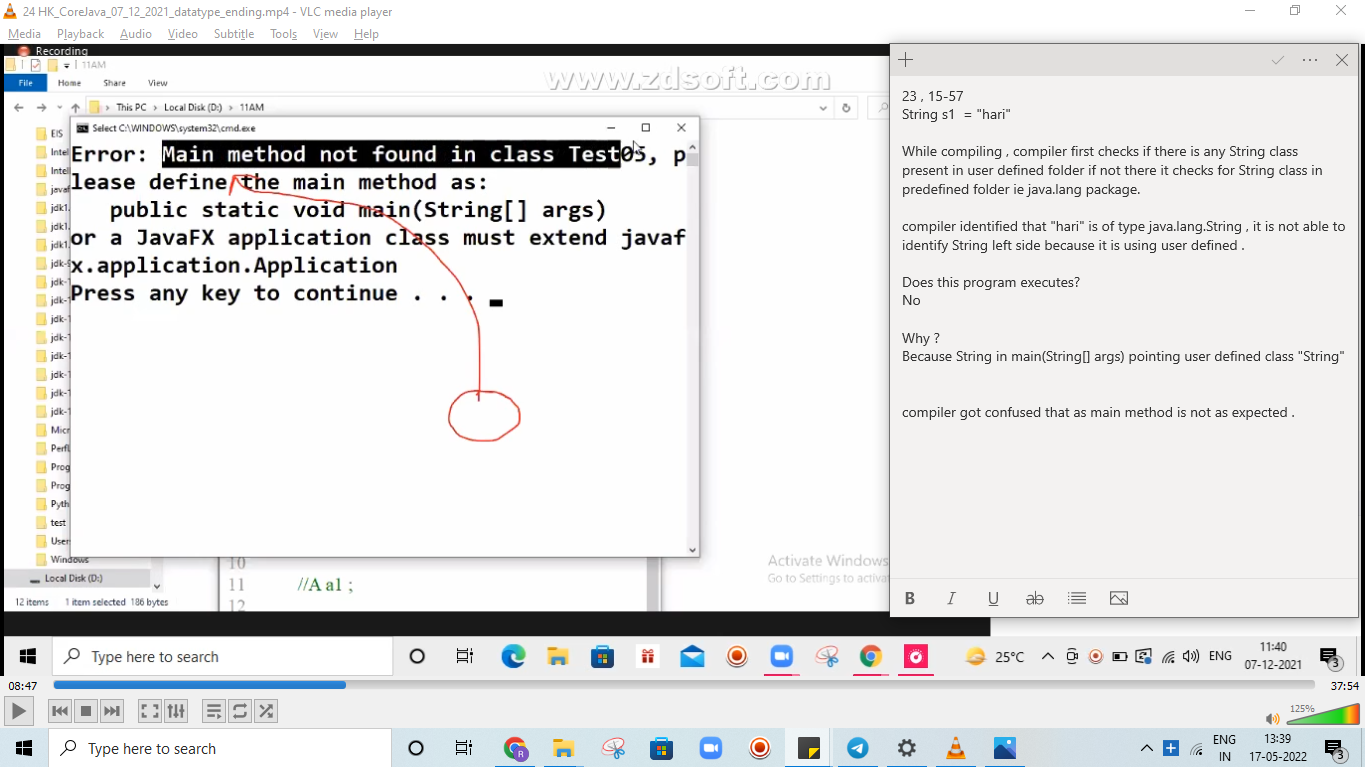 24 HK_CoreJava_07_12_2021_datatype_ending.mp4 - VLC media player
Media Playback Audio Video Subtitle Tools View Help
Recording
11AM
File Home Share View
www.zdsoft.com
This PC > Local Disk (D:) > 11AM
EIS
Intel
Intel
javaf
jdk1.
jdk1.
jdk1
jdk-
jdk-
jdk-
jdk-1
jdk-1
jdk-
jdk-1
jdk-
jdk-1
Micr
PerfL
Prog
Prog
Pyth
test
User
Windows
Local Disk (D:)
12 items 1 item selected 186 bytes
Select C:\WINDOWS\system32\cmd.exe
Error: Main method not found in class Test05, p
lease define the main method as:
public static void main(String[] args)
or a JavaFX application class must extend javaf
x.application.Application
Press any key to continue . . .
10
11 //A a1 ;
12
Activate Windows
Go to Settings to activat
23 , 15-57
String s1 = "hari"
While compiling , compiler first checks if there is any String class
present in user defined folder if not there it checks for String class in
predefined folder ie java.lang package.
compiler identified that "hari" is of type java.lang.String , it is not able to
identify String left side because it is using user defined .
Does this program executes?
No
Why ?
Because String in main(String[] args) pointing user defined class "String"
compiler got confused that as main method is not as expected .
B I U ab
Type here to search
25°C ENG 11:40
07-12-2021 3
08:47 37:54
125%
Type here to search
ENG 13:39
IN 17-05-2022 3